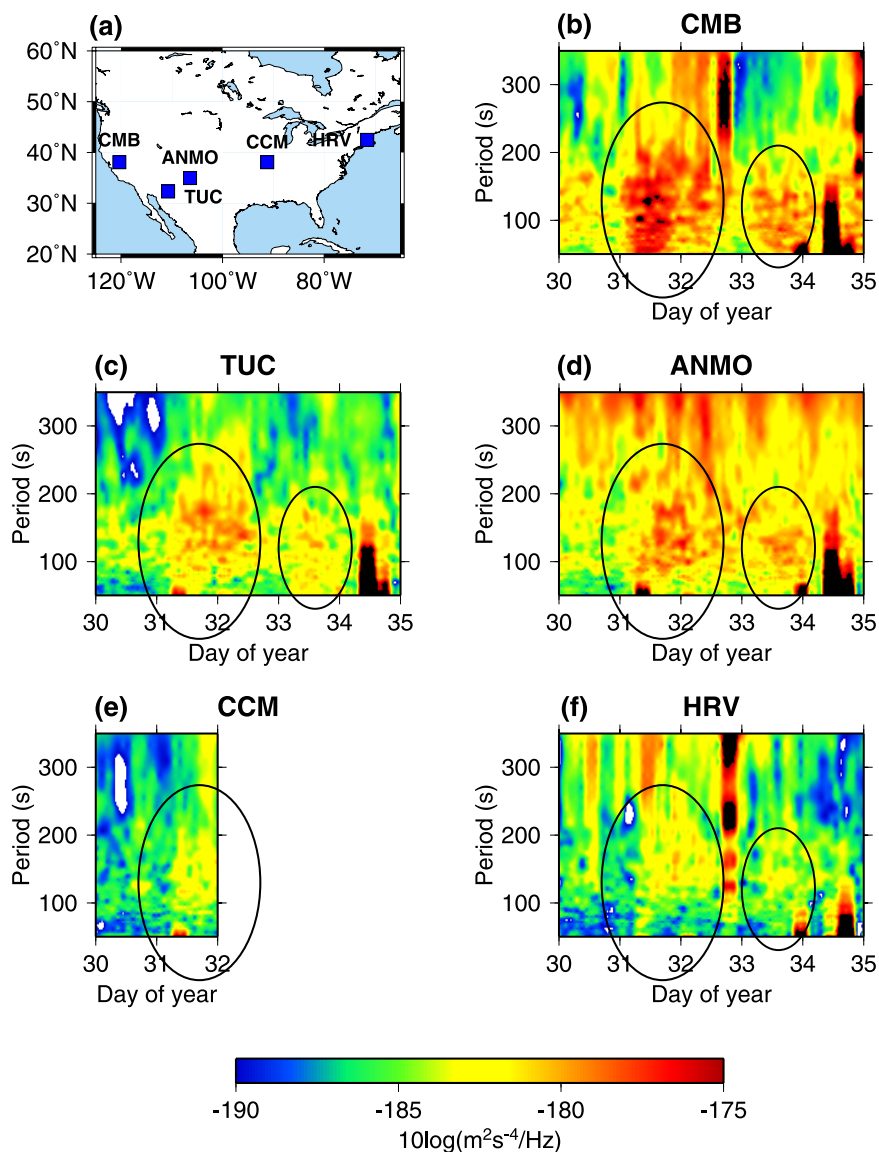 (a)
60˚N
50˚N
40˚N
30˚N
20˚N
120˚W 100˚W 80˚W
CMB
ANMO
TUC
CCM
HRV
(b) CMB
Period (s)
300
200
100
30 31 32 33 34 35
Day of year
(c) TUC
Period (s)
300
200
100
30 31 32 33 34 35
Day of year
(d) ANMO
Period (s)
300
200
100
30 31 32 33 34 35
Day of year
(e) CCM
Period (s)
300
200
100
30 31 32
Day of year
(f) HRV
Period (s)
300
200
100
30 31 32 33 34 35
Day of year
-190 -185 -180 -175
10log(m²s⁻⁴/Hz)